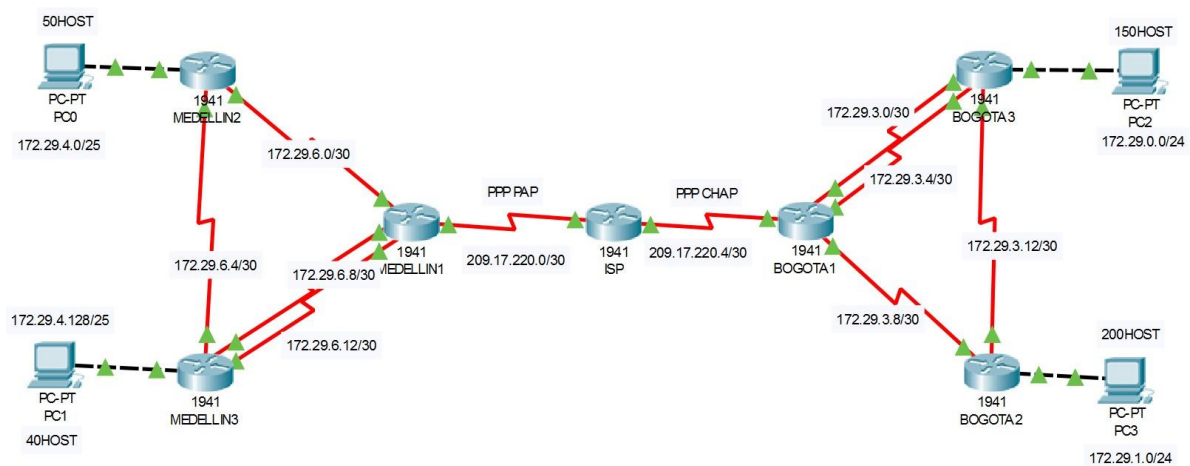 50HOST
PC-PT
PC0
172.29.4.0/25
1941
MEDELLIN2
172.29.6.0/30
172.29.6.4/30
172.29.4.128/25
PC-PT
PC1
40HOST
1941
MEDELLIN3
172.29.6.8/30
172.29.6.12/30
1941
MEDELLIN1
PPP PAP
209.17.220.0/30
1941
ISP
PPP CHAP
209.17.220.4/30
1941
BOGOTA1
172.29.3.0/30
172.29.3.4/30
1941
BOGOTA3
150HOST
PC-PT
PC2
172.29.0.0/24
172.29.3.12/30
172.29.3.8/30
1941
BOGOTA2
200HOST
PC-PT
PC3
172.29.1.0/24